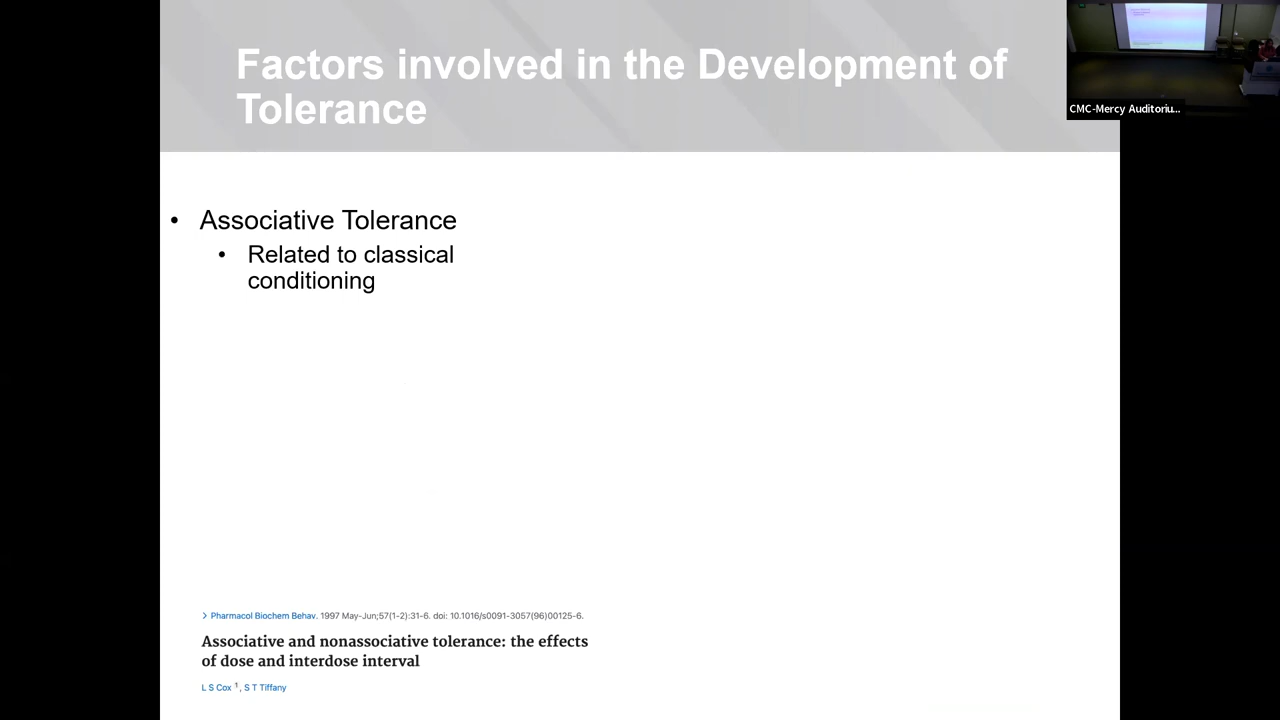 Factors involved in the Development of
Tolerance
CMC-Mercy Auditoriu...
• Associative Tolerance
• Related to classical
conditioning
> Pharmacol Biochem Behav. 1997 May-Jun;57(1-2):31-6. doi: 10.1016/s0091-3057(96)00125-6.
Associative and nonassociative tolerance: the effects
of dose and interdose interval
L S Cox 1, S T Tiffany